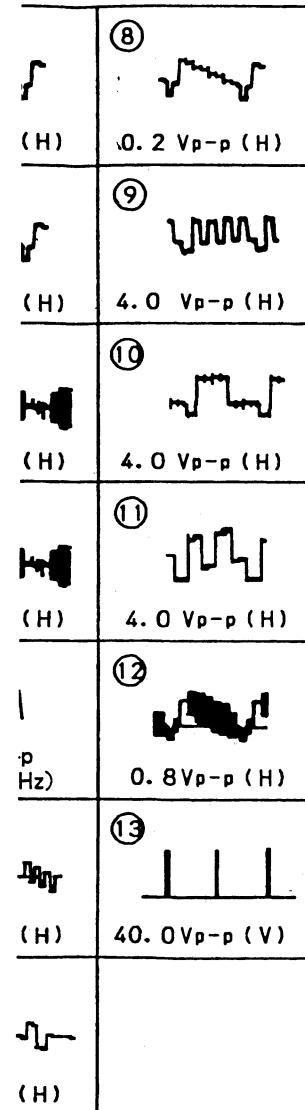 ⑧
(H) 0.2 Vp-p (H)
⑨
(H) 4.0 Vp-p (H)
⑩
(H) 4.0 Vp-p (H)
⑪
(H) 4.0 Vp-p (H)
⑫
-p
Hz) 0.8Vp-p (H)
⑬
(H) 40.0Vp-p (V)
(H)